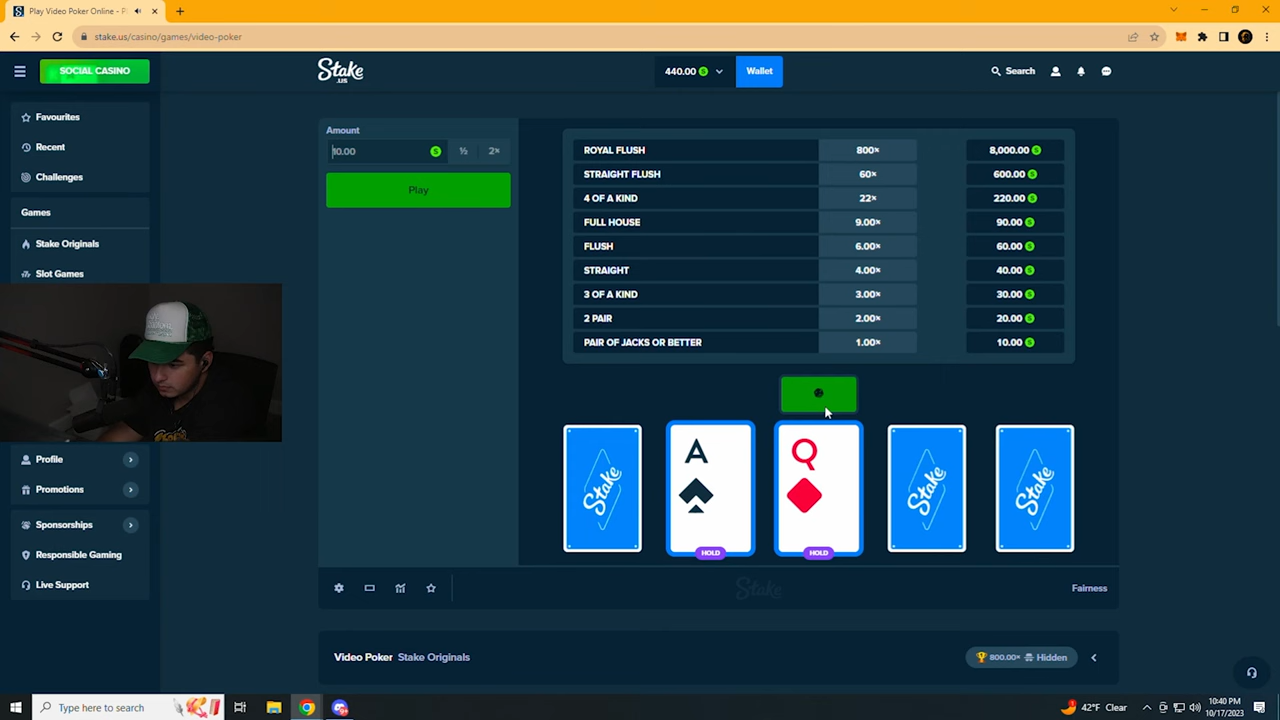 Play Video Poker Online - P
stake.us/casino/games/video-poker
SOCIAL CASINO
Stake
.US
440.00
Wallet
Search
Favourites
Recent
Challenges
Games
Stake Originals
Slot Games
Profile
Promotions
Sponsorships
Responsible Gaming
Live Support
Amount
10.00
½
2×
Play
ROYAL FLUSH 800× 8,000.00
STRAIGHT FLUSH 60× 600.00
4 OF A KIND 22× 220.00
FULL HOUSE 9.00× 90.00
FLUSH 6.00× 60.00
STRAIGHT 4.00× 40.00
3 OF A KIND 3.00× 30.00
2 PAIR 2.00× 20.00
PAIR OF JACKS OR BETTER 1.00× 10.00
Stake
A
HOLD
Q
HOLD
Stake
Stake
Stake
Fairness
Video Poker Stake Originals
800.00× Hidden
Type here to search
42°F Clear
10:40 PM
10/17/2023